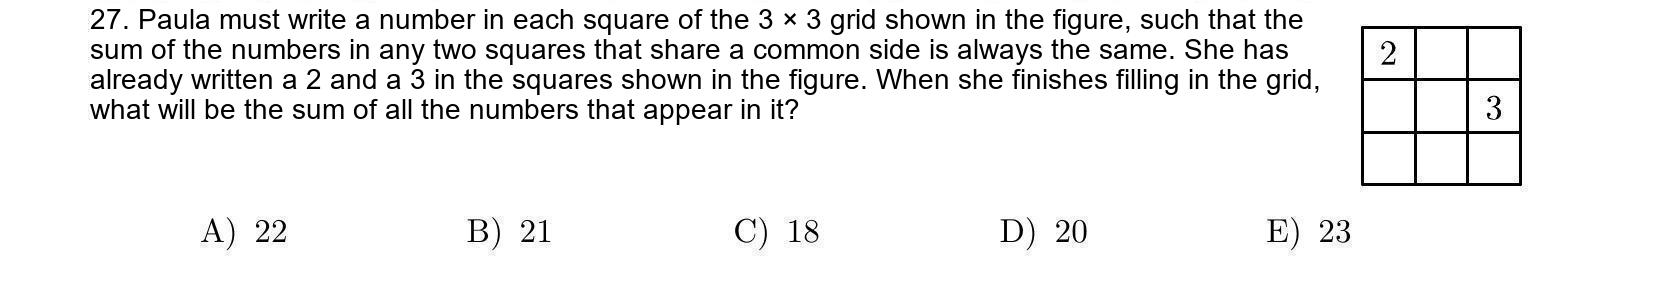 27. Paula must write a number in each square of the 3 × 3 grid shown in the figure, such that the
sum of the numbers in any two squares that share a common side is always the same. She has
already written a 2 and a 3 in the squares shown in the figure. When she finishes filling in the grid,
what will be the sum of all the numbers that appear in it?
2
3
A) 22 B) 21 C) 18 D) 20 E) 23